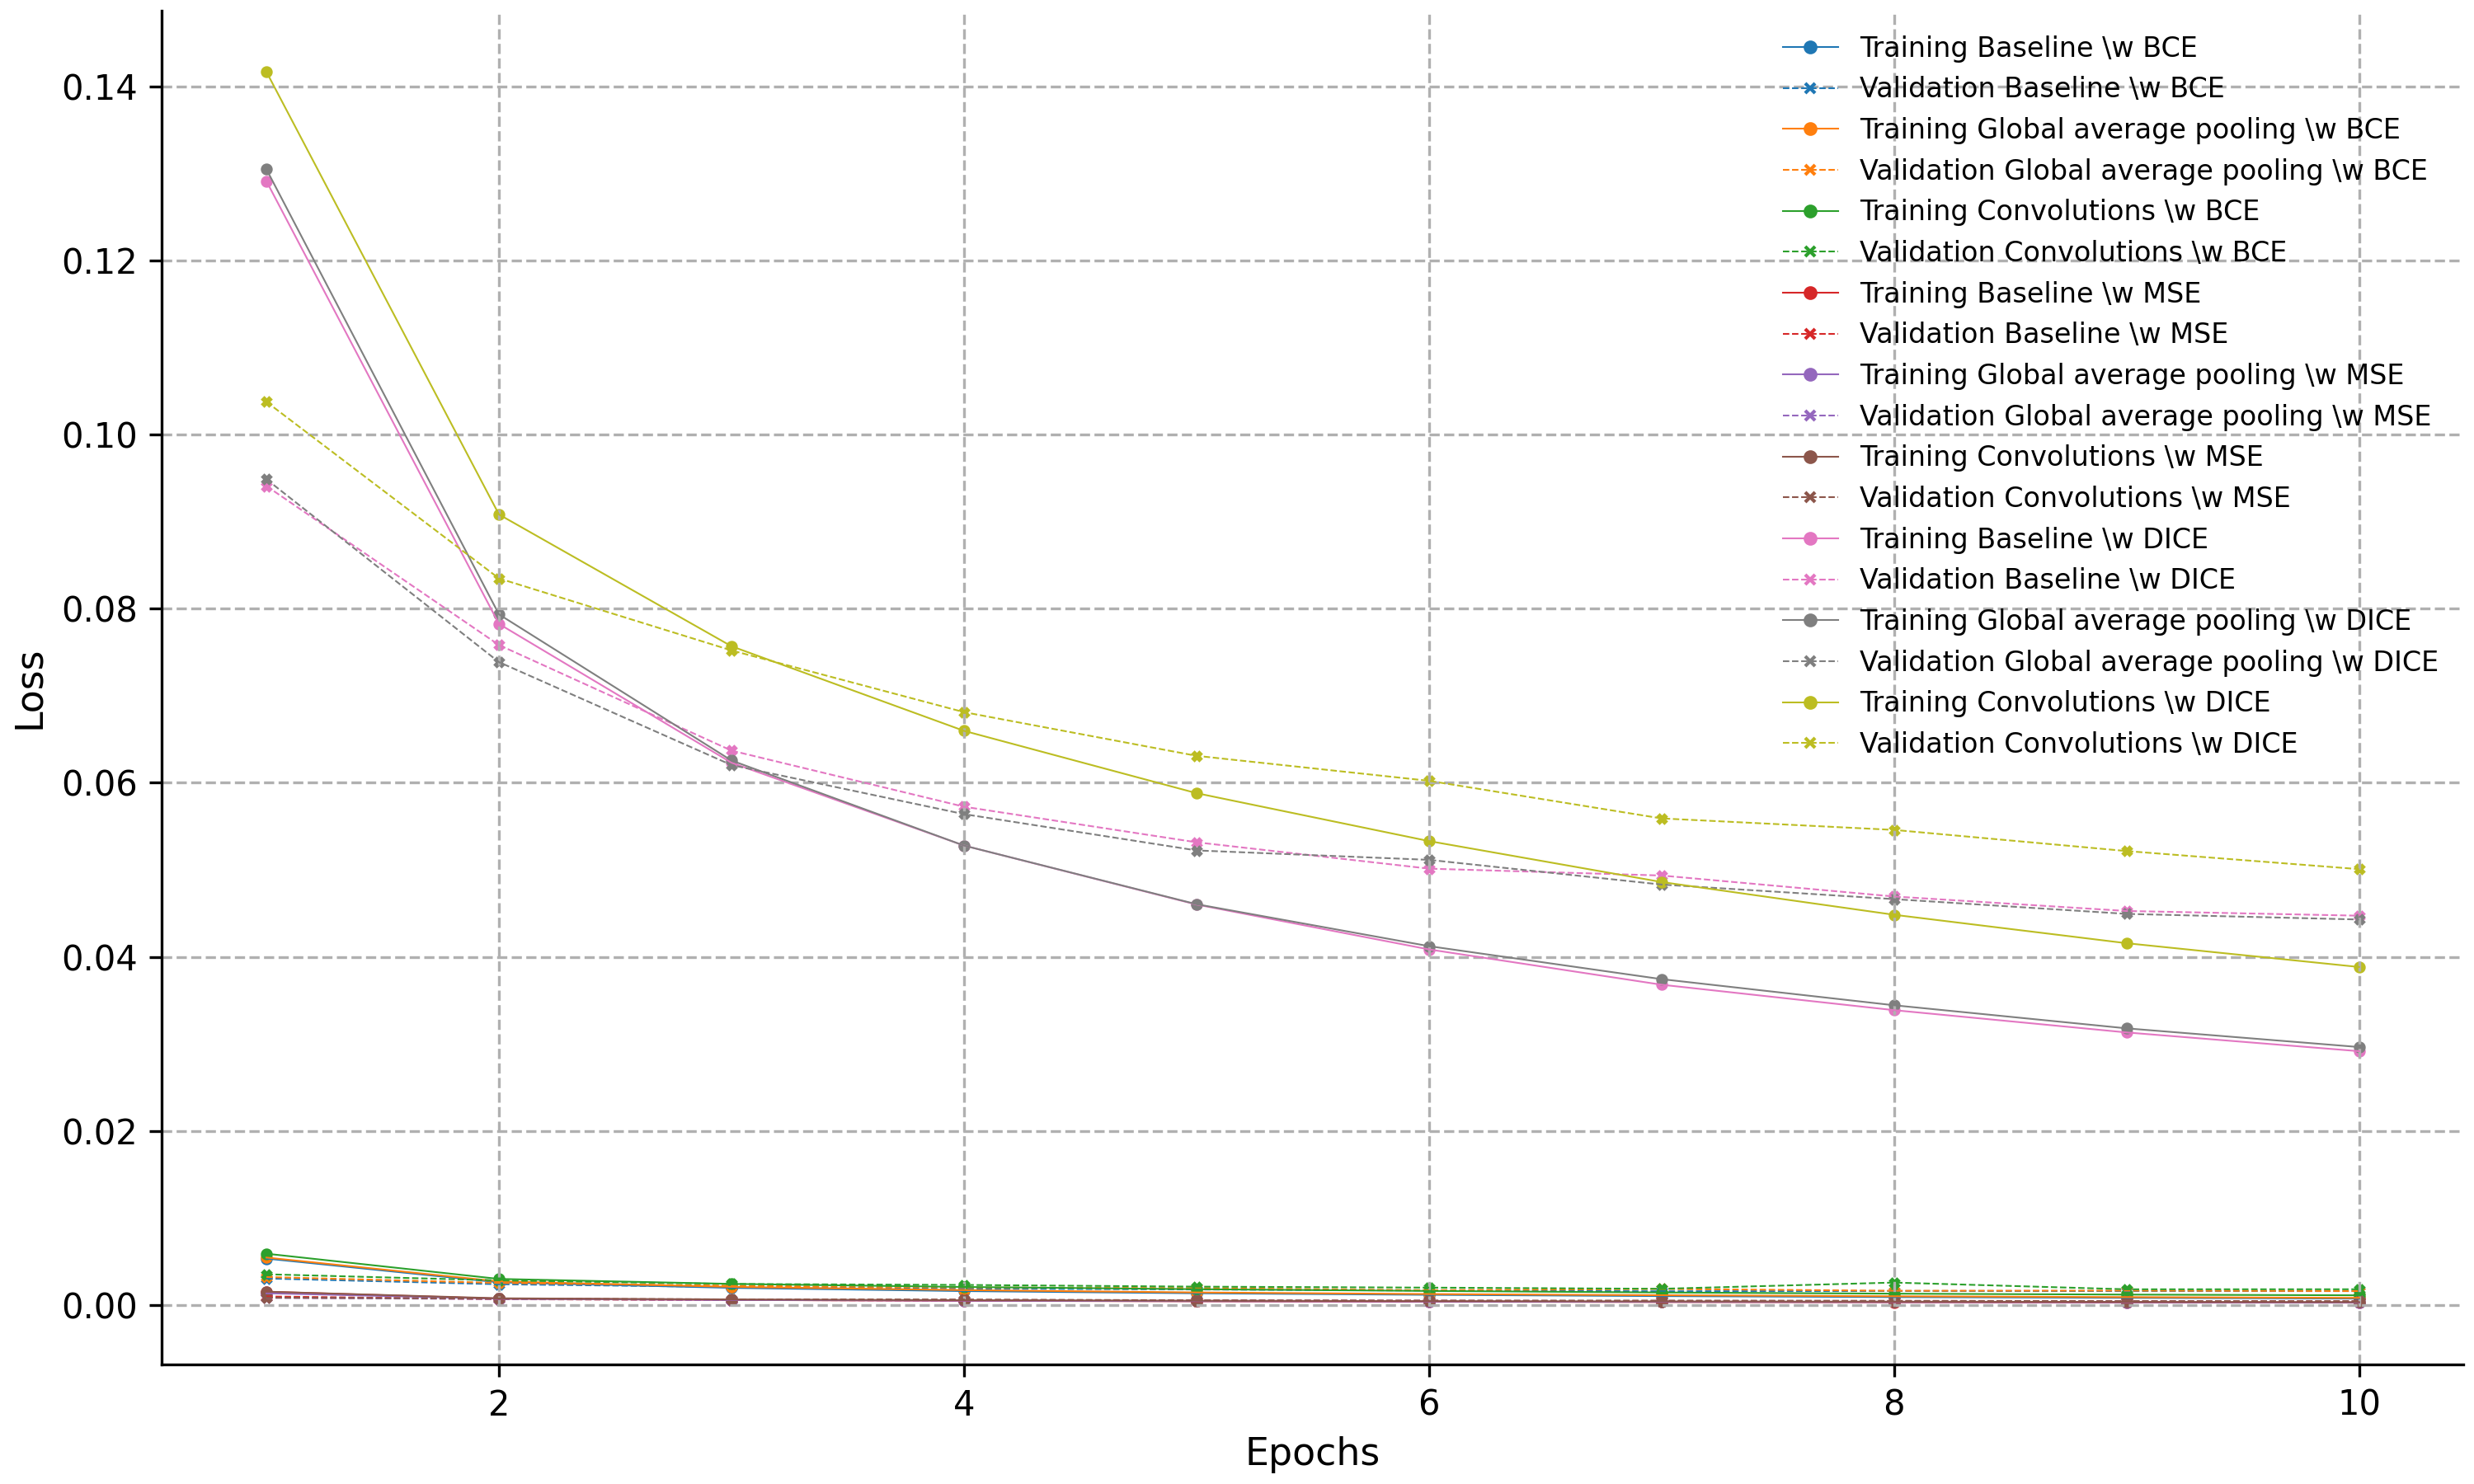 Training Baseline \w BCE
0.14
Validation Baseline \w BCE
Training Global average pooling \w BCE
Validation Global average pooling \w BCE
Training Convolutions \w BCE
0.12
Validation Convolutions \w BCE
Training Baseline \w MSE
Validation Baseline \w MSE
Training Global average pooling \w MSE
Validation Global average pooling \w MSE
0.10
Training Convolutions \w MSE
Validation Convolutions \w MSE
Training Baseline \w DICE
Validation Baseline \w DICE
0.08
Training Global average pooling \w DICE
Validation Global average pooling \w DICE
Training Convolutions \w DICE
Validation Convolutions \w DICE
Loss
0.06
0.04
0.02
0.00
2 4 6 8 10
Epochs